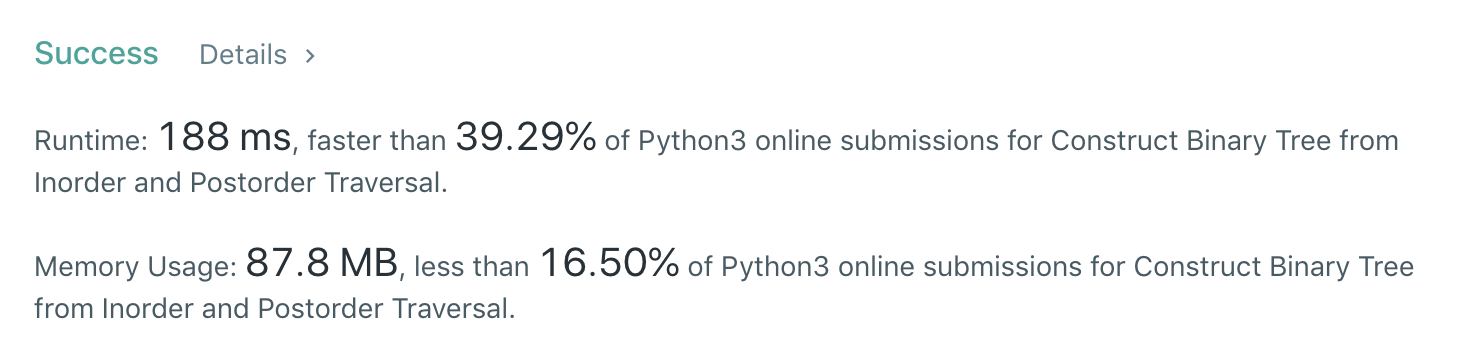 Success Details >
Runtime: 188 ms, faster than 39.29% of Python3 online submissions for Construct Binary Tree from
Inorder and Postorder Traversal.
Memory Usage: 87.8 MB, less than 16.50% of Python3 online submissions for Construct Binary Tree
from Inorder and Postorder Traversal.